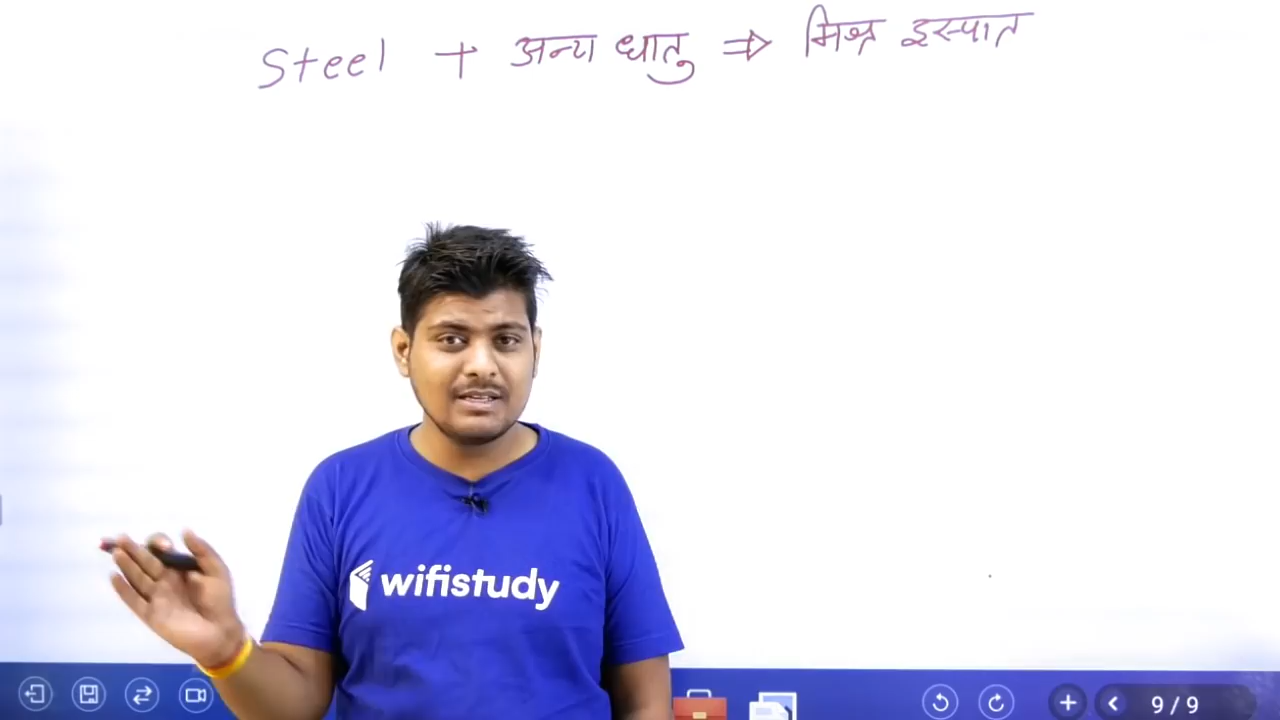 Steel + अन्य धातु ⇒ मिश्र इस्पात
wifistudy
9 / 9